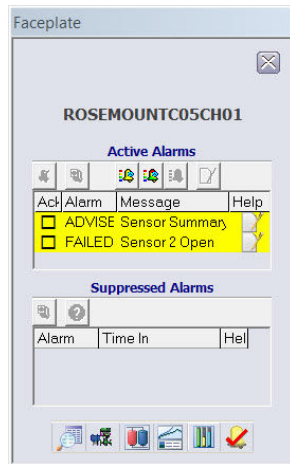 Faceplate
ROSEMOUNTC05CH01
Active Alarms
Ack Alarm Message Help
ADVISE Sensor Summary
FAILED Sensor 2 Open
Suppressed Alarms
Alarm Time In Hel